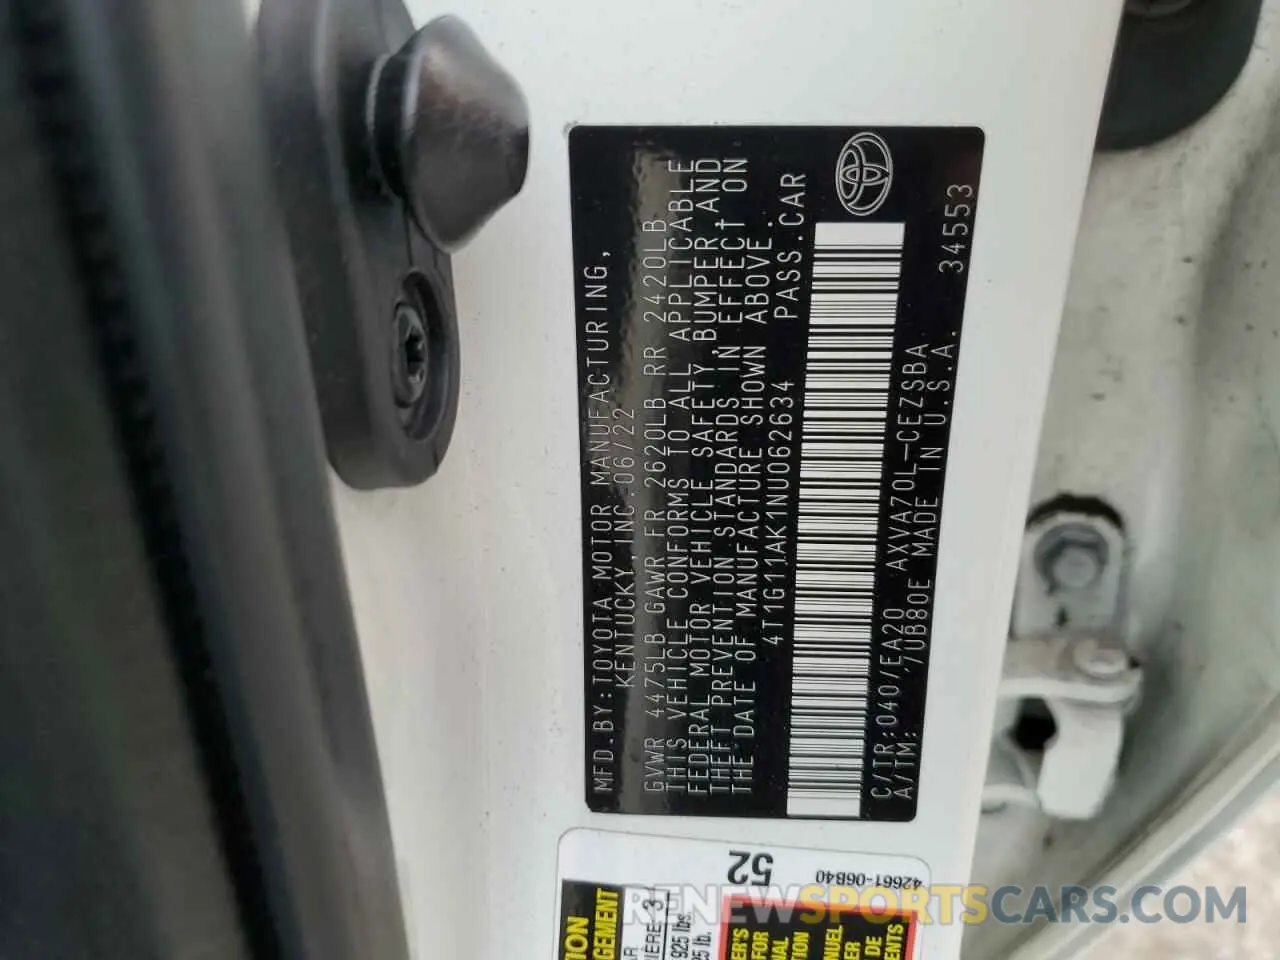 MFD.BY:TOYOTA MOTOR MANUFACTURING,
KENTUCKY, INC. 06/22
GVWR 4475LB GAWR FR 2620LB RR 2420LB
THIS VEHICLE CONFORMS TO ALL APPLICABLE
FEDERAL MOTOR VEHICLE SAFETY, BUMPER, AND
THEFT PREVENTION STANDARDS IN EFFECT ON
THE DATE OF MANUFACTURE SHOWN ABOVE.
4T1G11AK1NU062634 PASS.CAR
C/TR:040/EA20 AXVA70L-CEZSBA
A/TM: /UB80E MADE IN U.S.A. 34553
52
42661-06B40
925 lbs.
RENEWSPORTSCARS.COM